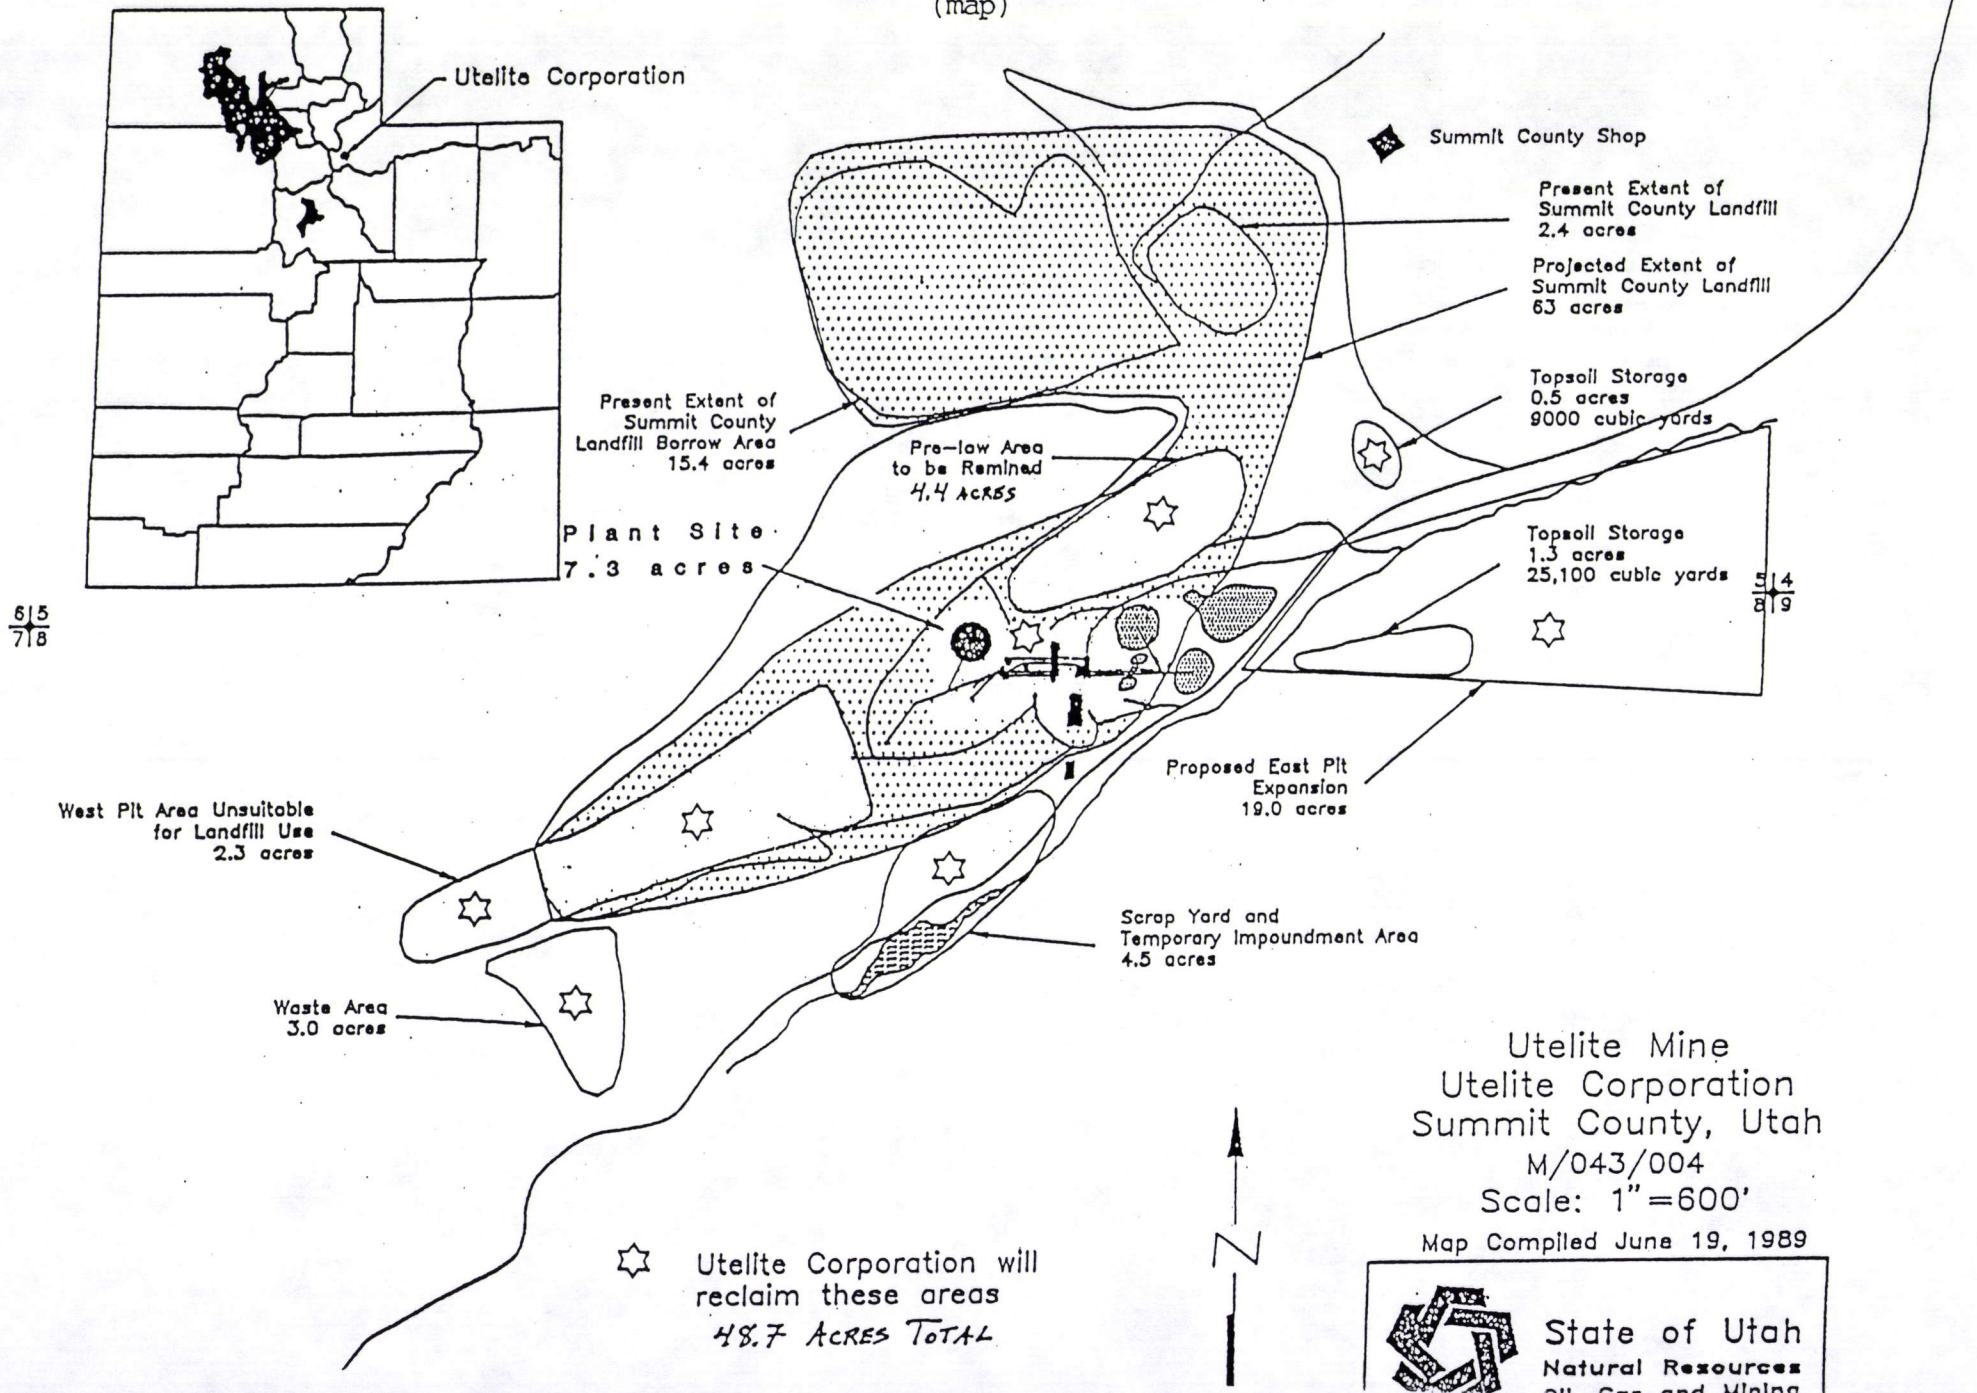 (map)
Utelite Corporation
Summit County Shop
Present Extent of
Summit County Landfill
2.4 acres
Projected Extent of
Summit County Landfill
63 acres
Topsoil Storage
0.5 acres
9000 cubic yards
Present Extent of
Summit County
Landfill Borrow Area
15.4 acres
Pre-law Area
to be Remined
4.4 ACRES
Plant Site
7.3 acres
Topsoil Storage
1.3 acres
25,100 cubic yards
5 4
8 9
6 5
7 8
Proposed East Pit
Expansion
19.0 acres
West Pit Area Unsuitable
for Landfill Use
2.3 acres
Scrap Yard and
Temporary Impoundment Area
4.5 acres
Waste Area
3.0 acres
Utelite Mine
Utelite Corporation
Summit County, Utah
M/043/004
Scale: 1"=600'
Map Compiled June 19, 1989
N
Utelite Corporation will
reclaim these areas
48.7 ACRES TOTAL
State of Utah
Natural Resources
Gas and Mining